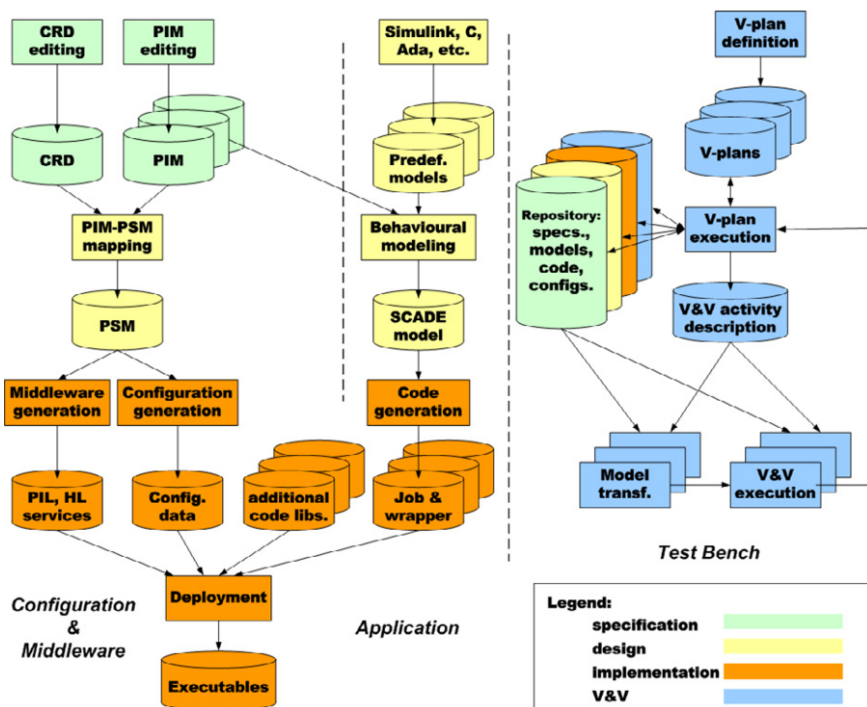 CRD
editing
PIM
editing
Simulink, C,
Ada, etc.
V-plan
definition
CRD
PIM
Predef.
models
V-plans
PIM-PSM
mapping
Behavioural
modeling
Repository:
specs.,
models,
code,
configs.
V-plan
execution
PSM
SCADE
model
V&V activity
description
Middleware
generation
Configuration
generation
Code
generation
PIL, HL
services
Config.
data
additional
code libs.
Job &
wrapper
Model
transf.
V&V
execution
Deployment
Executables
Configuration
&
Middleware
Application
Test Bench
Legend:
specification
design
implementation
V&V